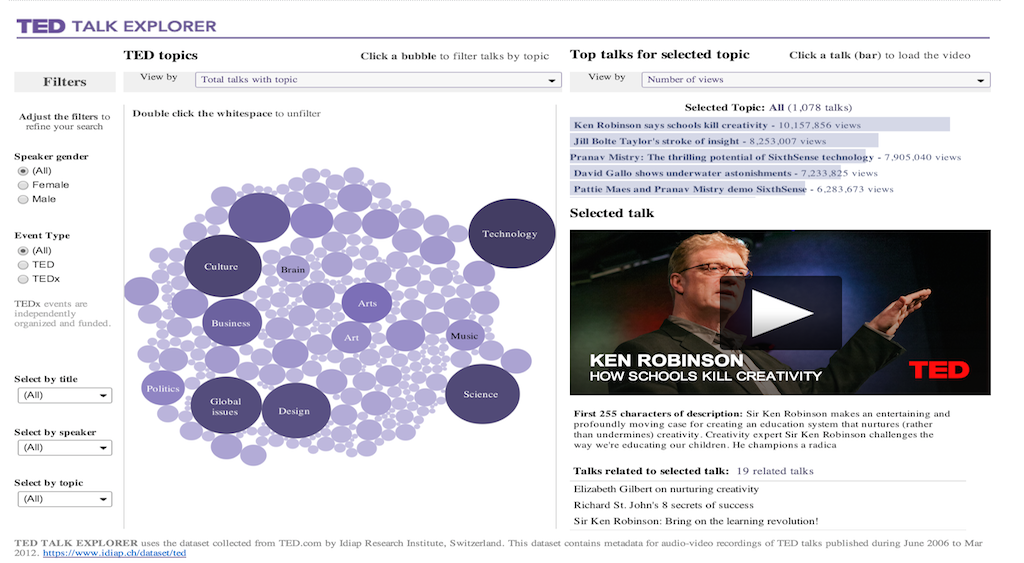 TED TALK EXPLORER
TED topics
Click a bubble to filter talks by topic
Top talks for selected topic
Click a talk (bar) to load the video
Filters
View by
Total talks with topic
View by
Number of views
Adjust the filters to
refine your search
Speaker gender
(All)
Female
Male
Event Type
(All)
TED
TEDx
TEDx events are
independently
organized and funded.
Select by title
(All)
Select by speaker
(All)
Select by topic
(All)
Double click the whitespace to unfilter
Technology
Culture
Brain
Arts
Business
Art
Music
Politics
Global
issues
Design
Science
Selected Topic: All (1,078 talks)
Ken Robinson says schools kill creativity - 10,157,856 views
Jill Bolte Taylor's stroke of insight - 8,253,007 views
Pranav Mistry: The thrilling potential of SixthSense technology - 7,905,040 views
David Gallo shows underwater astonishments - 7,233,825 views
Pattie Maes and Pranav Mistry demo SixthSense - 6,283,673 views
Selected talk
KEN ROBINSON
HOW SCHOOLS KILL CREATIVITY
TED
First 255 characters of description: Sir Ken Robinson makes an entertaining and
profoundly moving case for creating an education system that nurtures (rather
than undermines) creativity. Creativity expert Sir Ken Robinson challenges the
way we're educating our children. He champions a radica
Talks related to selected talk: 19 related talks
Elizabeth Gilbert on nurturing creativity
Richard St. John's 8 secrets of success
Sir Ken Robinson: Bring on the learning revolution!
TED TALK EXPLORER uses the dataset collected from TED.com by Idiap Research Institute, Switzerland. This dataset contains metadata for audio-video recordings of TED talks published during June 2006 to Mar
2012. https://www.idiap.ch/dataset/ted